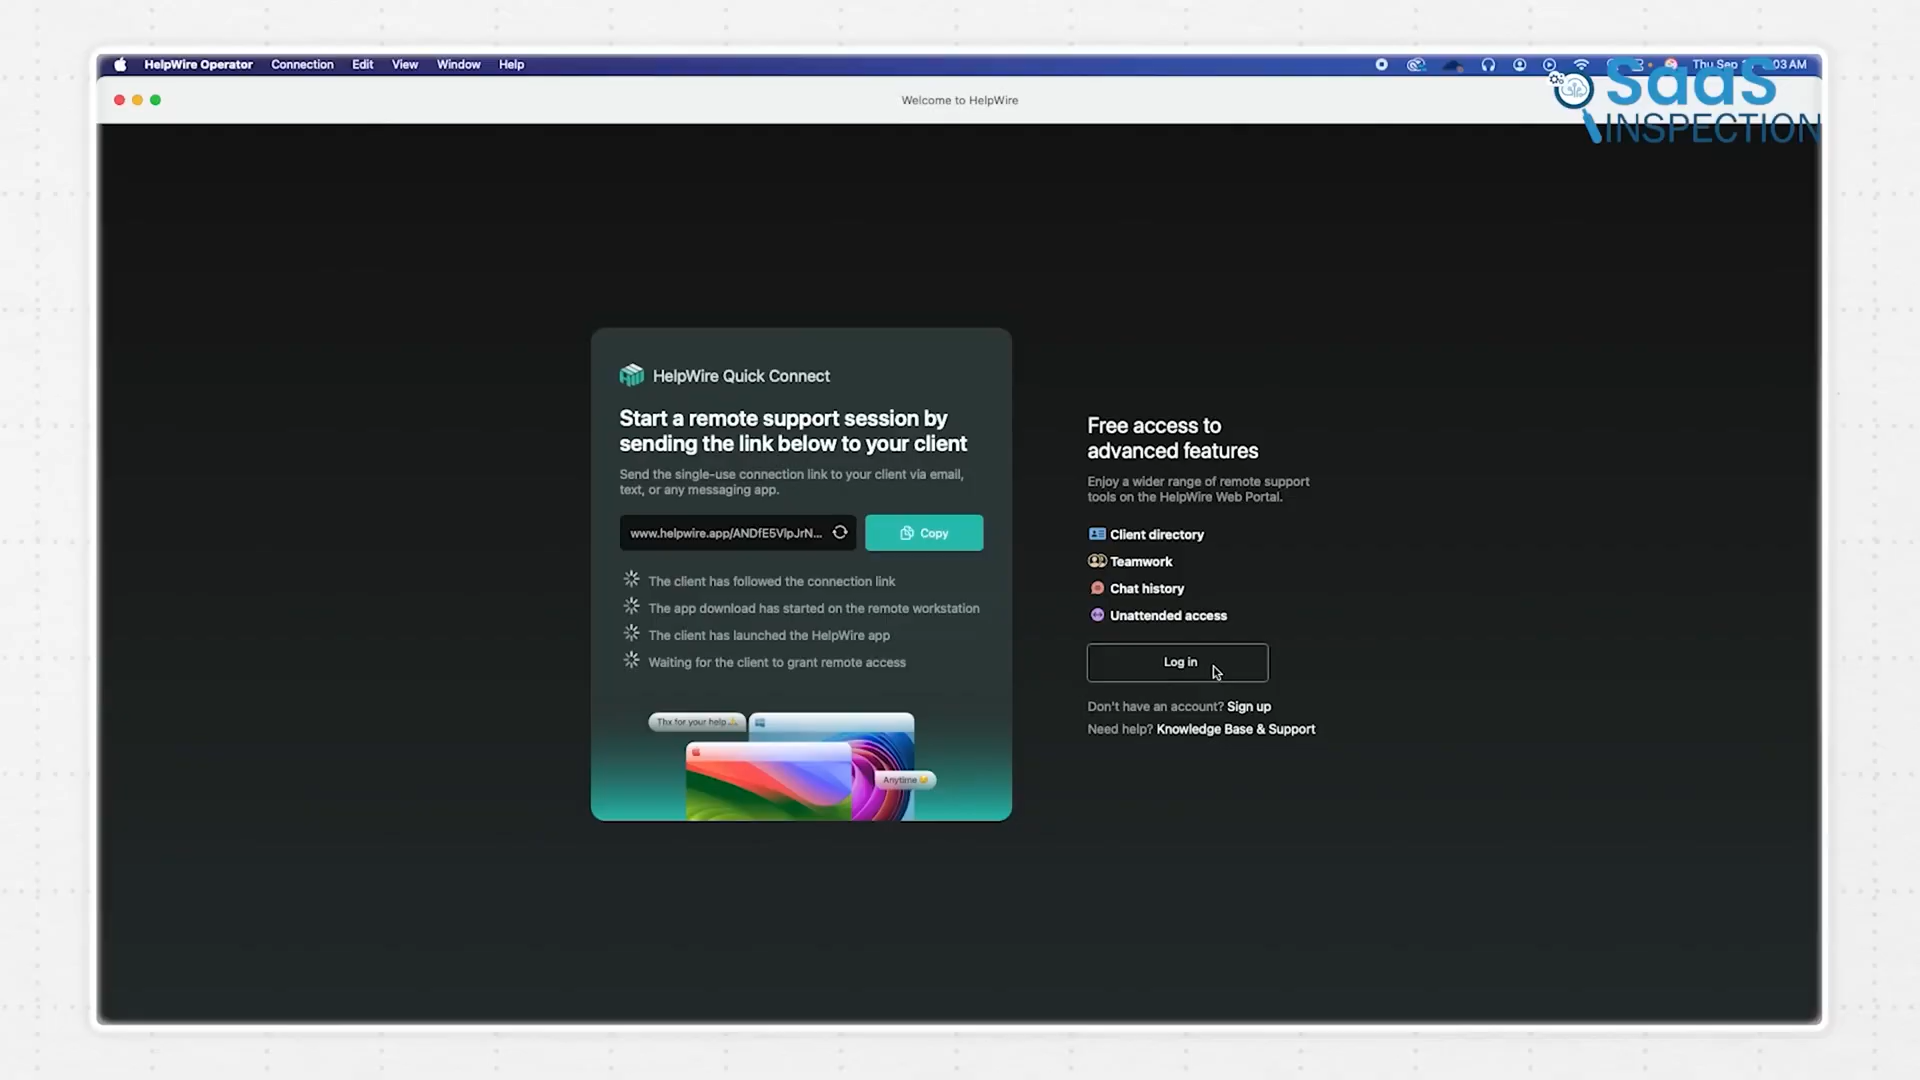 HelpWire Operator Connection Edit View Window Help
Thu Sep 03 AM
Welcome to HelpWire
SaaS
INSPECTION
HelpWire Quick Connect
Start a remote support session by
sending the link below to your client
Send the single-use connection link to your client via email,
text, or any messaging app.
www.helpwire.app/ANDfE5VlpJrN...
Copy
The client has followed the connection link
The app download has started on the remote workstation
The client has launched the HelpWire app
Waiting for the client to grant remote access
Thx for your help
Anytime
Free access to
advanced features
Enjoy a wider range of remote support
tools on the HelpWire Web Portal.
Client directory
Teamwork
Chat history
Unattended access
Log in
Don't have an account? Sign up
Need help? Knowledge Base & Support